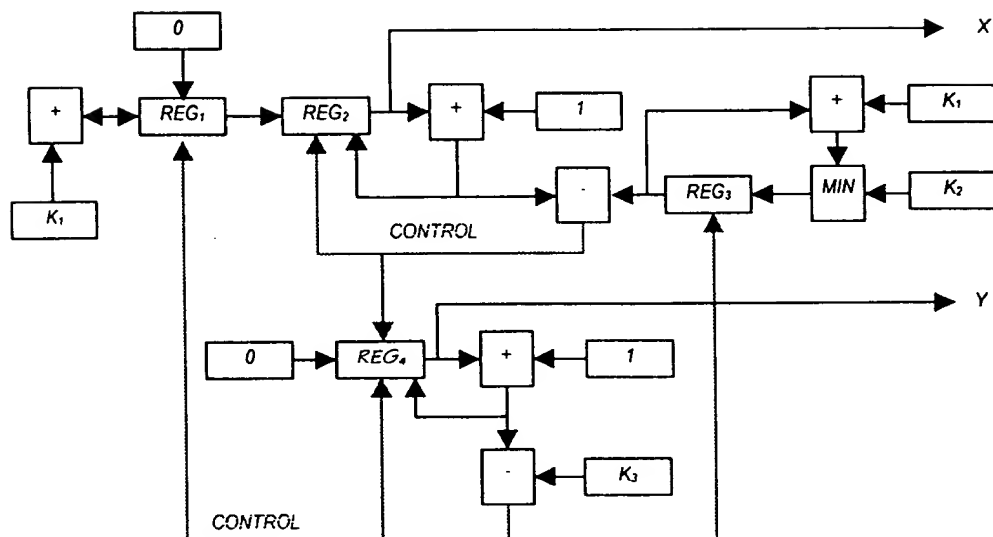 0
X
+
REG₁
REG₂
+
1
+
K₁
K₁
-
REG₃
MIN
K₂
CONTROL
Y
0
REG₄
+
1
-
K₃
CONTROL